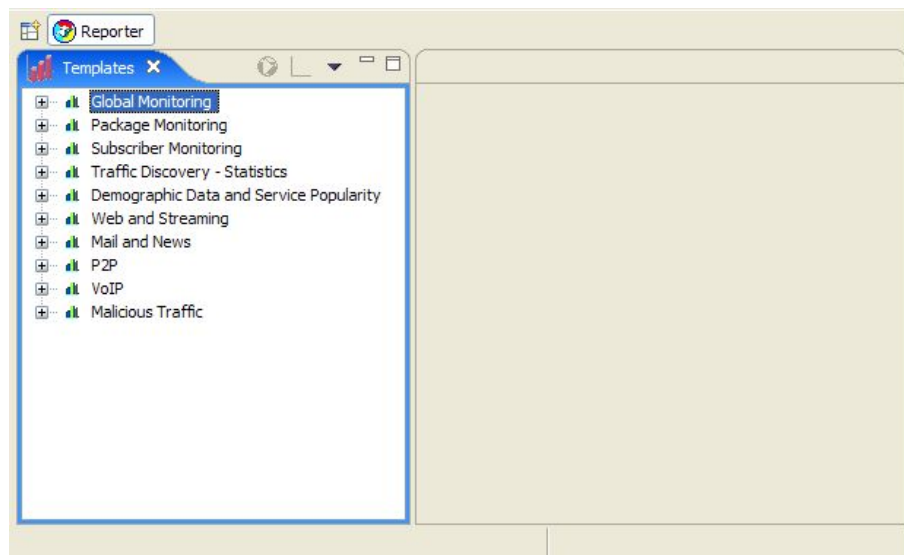 Reporter
Templates
Global Monitoring
Package Monitoring
Subscriber Monitoring
Traffic Discovery - Statistics
Demographic Data and Service Popularity
Web and Streaming
Mail and News
P2P
VoIP
Malicious Traffic